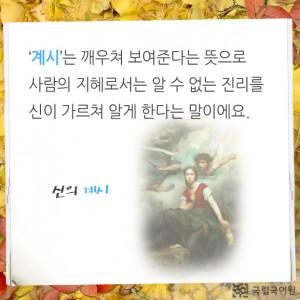 ‘계시’는 깨우쳐 보여준다는 뜻으로
사람의 지혜로서는 알 수 없는 진리를
신이 가르쳐 알게 한다는 말이에요.
신의 계시
국립국어원